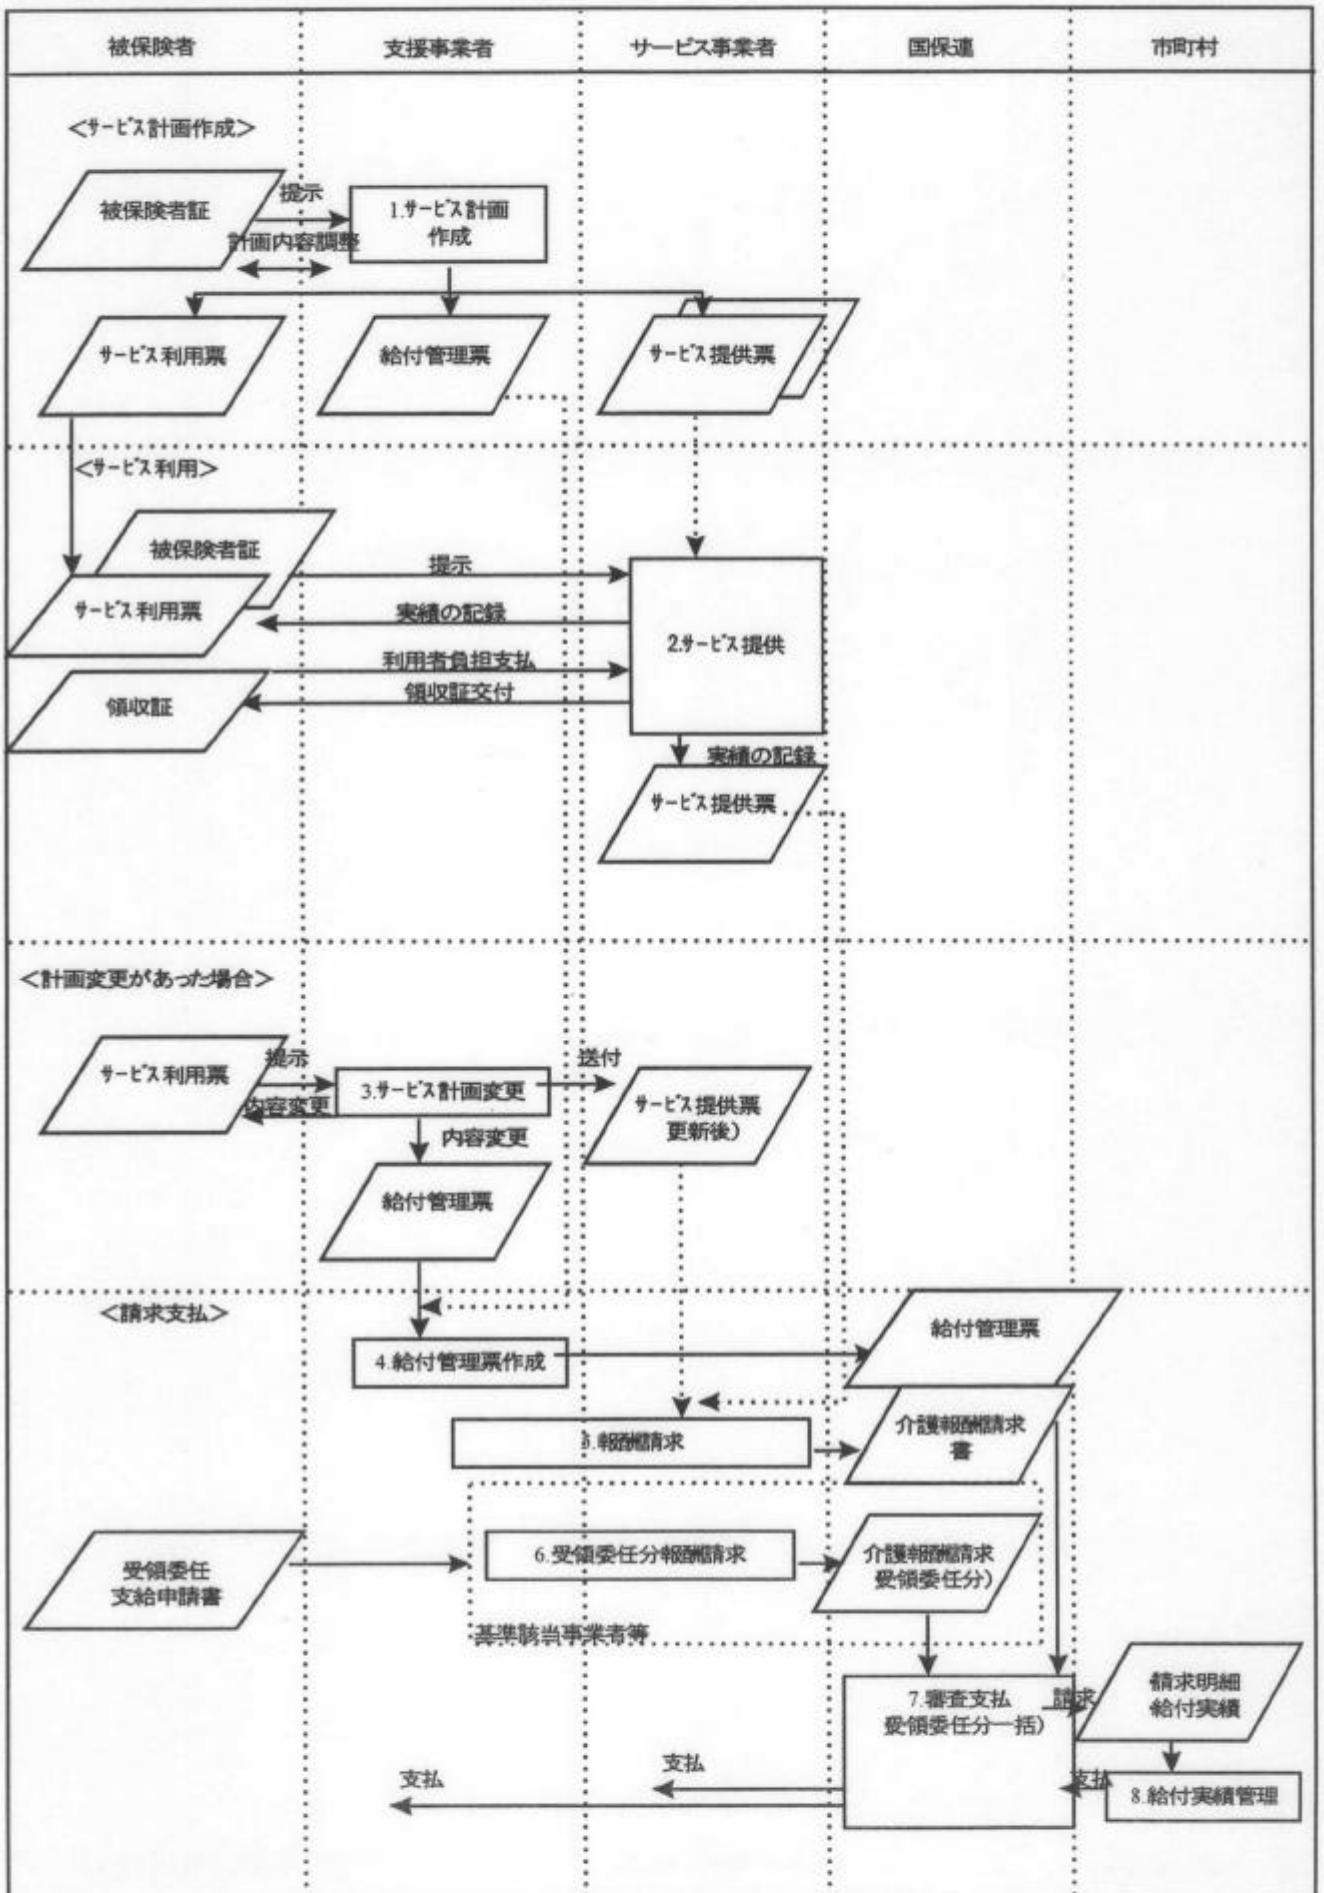 被保険者
支援事業者
サービス事業者
国保連
市町村
＜ｻｰﾋﾞｽ計画作成＞
被保険者証
提示
計画内容調整
1.ｻｰﾋﾞｽ計画
作成
ｻｰﾋﾞｽ利用票
給付管理票
ｻｰﾋﾞｽ提供票
＜ｻｰﾋﾞｽ利用＞
被保険者証
ｻｰﾋﾞｽ利用票
提示
実績の記録
利用者負担支払
領収証交付
領収証
2.ｻｰﾋﾞｽ提供
実績の記録
ｻｰﾋﾞｽ提供票
＜計画変更があった場合＞
ｻｰﾋﾞｽ利用票
提示
内容変更
3.ｻｰﾋﾞｽ計画変更
送付
ｻｰﾋﾞｽ提供票
更新後）
内容変更
給付管理票
＜請求支払＞
4.給付管理票作成
給付管理票
5.報酬請求
介護報酬請求
書
受領委任
支給申請書
6.受領委任分報酬請求
介護報酬請求
受領委任分）
基準該当事業者等
7.審査支払
受領委任分一括）
請求
請求明細
給付実績
支払
支払
支払
8.給付実績管理